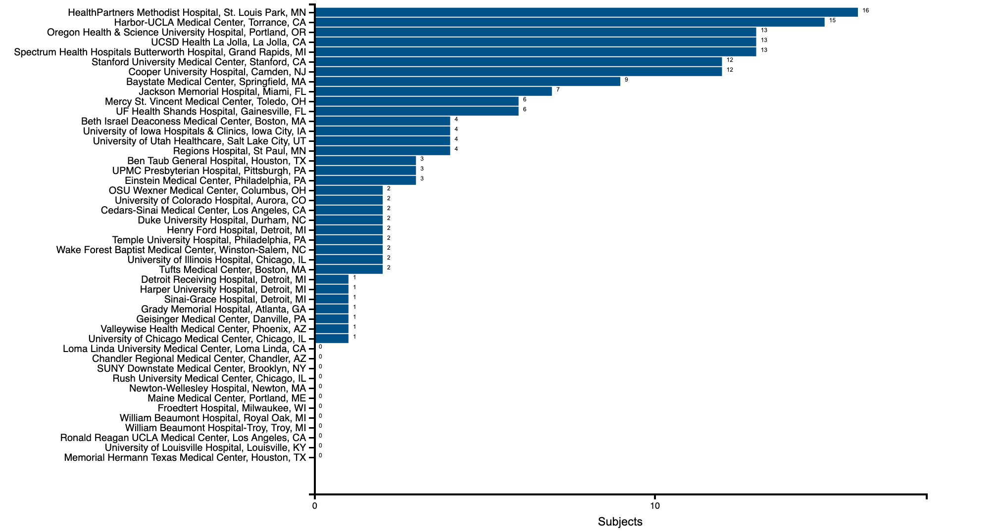 HealthPartners Methodist Hospital, St. Louis Park, MN 16
Harbor-UCLA Medical Center, Torrance, CA 15
Oregon Health & Science University Hospital, Portland, OR 13
UCSD Health La Jolla, La Jolla, CA 13
Spectrum Health Hospitals Butterworth Hospital, Grand Rapids, MI 13
Stanford University Medical Center, Stanford, CA 12
Cooper University Hospital, Camden, NJ 12
Baystate Medical Center, Springfield, MA 9
Jackson Memorial Hospital, Miami, FL 7
Mercy St. Vincent Medical Center, Toledo, OH 6
UF Health Shands Hospital, Gainesville, FL 6
Beth Israel Deaconess Medical Center, Boston, MA 4
University of Iowa Hospitals & Clinics, Iowa City, IA 4
University of Utah Healthcare, Salt Lake City, UT 4
Regions Hospital, St Paul, MN 4
Ben Taub General Hospital, Houston, TX 3
UPMC Presbyterian Hospital, Pittsburgh, PA 3
Einstein Medical Center, Philadelphia, PA 3
OSU Wexner Medical Center, Columbus, OH 2
University of Colorado Hospital, Aurora, CO 2
Cedars-Sinai Medical Center, Los Angeles, CA 2
Duke University Hospital, Durham, NC 2
Henry Ford Hospital, Detroit, MI 2
Temple University Hospital, Philadelphia, PA 2
Wake Forest Baptist Medical Center, Winston-Salem, NC 2
University of Illinois Hospital, Chicago, IL 2
Tufts Medical Center, Boston, MA 2
Detroit Receiving Hospital, Detroit, MI 1
Harper University Hospital, Detroit, MI 1
Sinai-Grace Hospital, Detroit, MI 1
Grady Memorial Hospital, Atlanta, GA 1
Geisinger Medical Center, Danville, PA 1
Valleywise Health Medical Center, Phoenix, AZ 1
University of Chicago Medical Center, Chicago, IL 1
Loma Linda University Medical Center, Loma Linda, CA 0
Chandler Regional Medical Center, Chandler, AZ 0
SUNY Downstate Medical Center, Brooklyn, NY 0
Rush University Medical Center, Chicago, IL 0
Newton-Wellesley Hospital, Newton, MA 0
Maine Medical Center, Portland, ME 0
Froedtert Hospital, Milwaukee, WI 0
William Beaumont Hospital, Royal Oak, MI 0
William Beaumont Hospital-Troy, Troy, MI 0
Ronald Reagan UCLA Medical Center, Los Angeles, CA 0
University of Louisville Hospital, Louisville, KY 0
Memorial Hermann Texas Medical Center, Houston, TX 0
0 10
Subjects